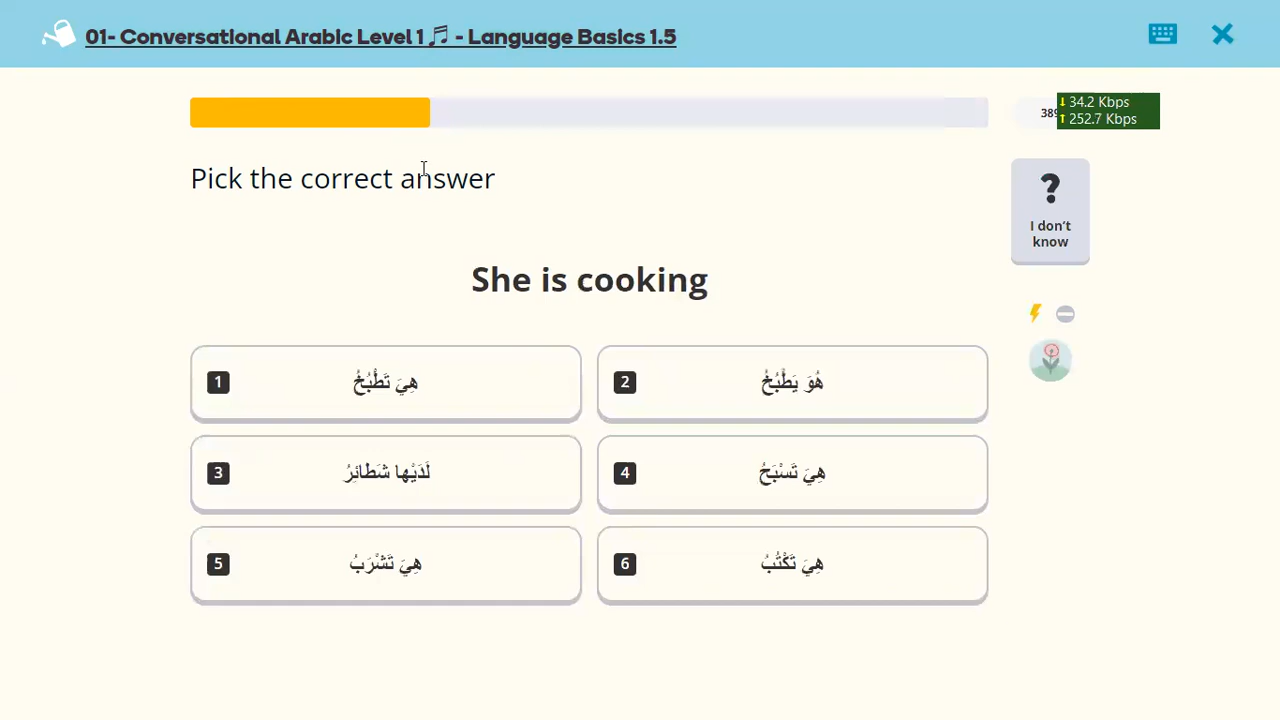 01- Conversational Arabic Level 1🎵 - Language Basics 1.5
↓ 34.2 Kbps
↑ 252.7 Kbps
Pick the correct answer
?
I don't
know
She is cooking
1 هِيَ تَطْبُخُ
2 هُوَ يَطْبُخُ
3 لَدَيْها شَطائِرُ
4 هِيَ تَسْبَحُ
5 هِيَ تَشْرَبُ
6 هِيَ تَكْتُبُ